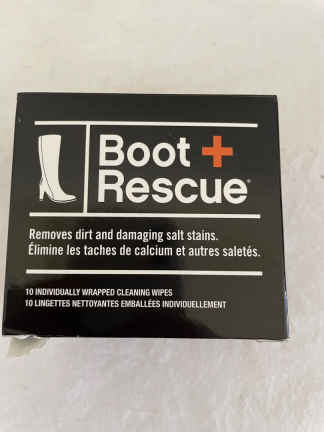 Boot +
Rescue®
Removes dirt and damaging salt stains.
Élimine les taches de calcium et autres saletés.
10 INDIVIDUALLY WRAPPED CLEANING WIPES
10 LINGETTES NETTOYANTES EMBALLÉES INDIVIDUELLEMENT